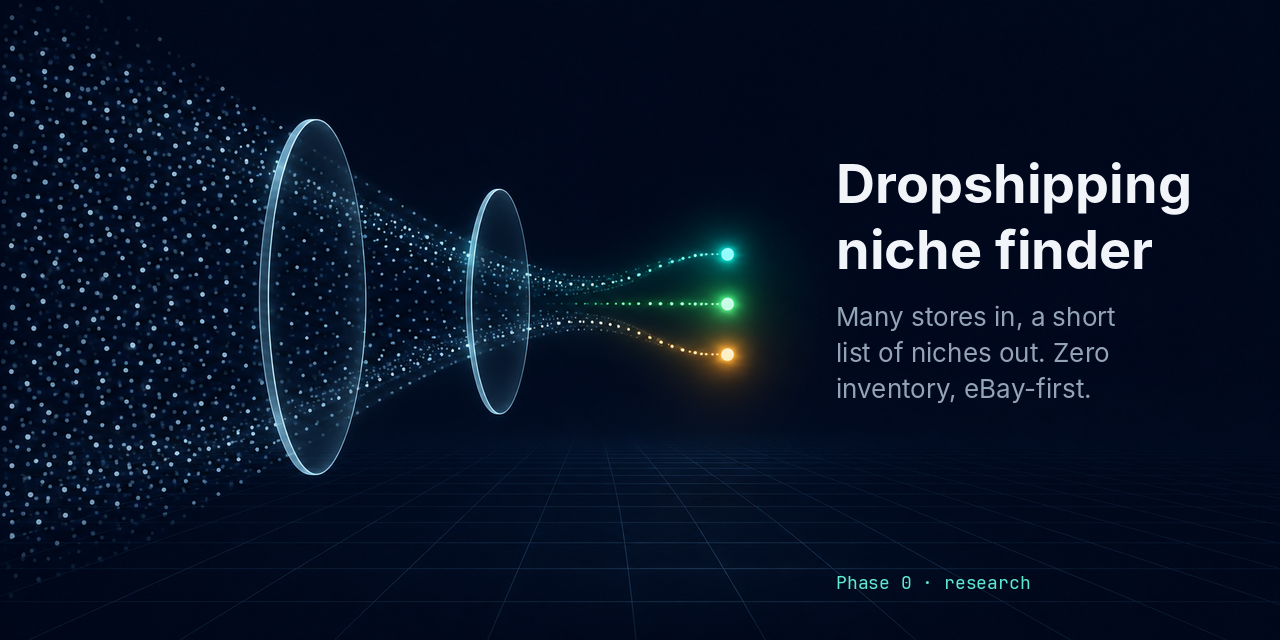 Dropshipping
niche finder
Many stores in, a short
list of niches out. Zero
inventory, eBay-first.
Phase 0 · research